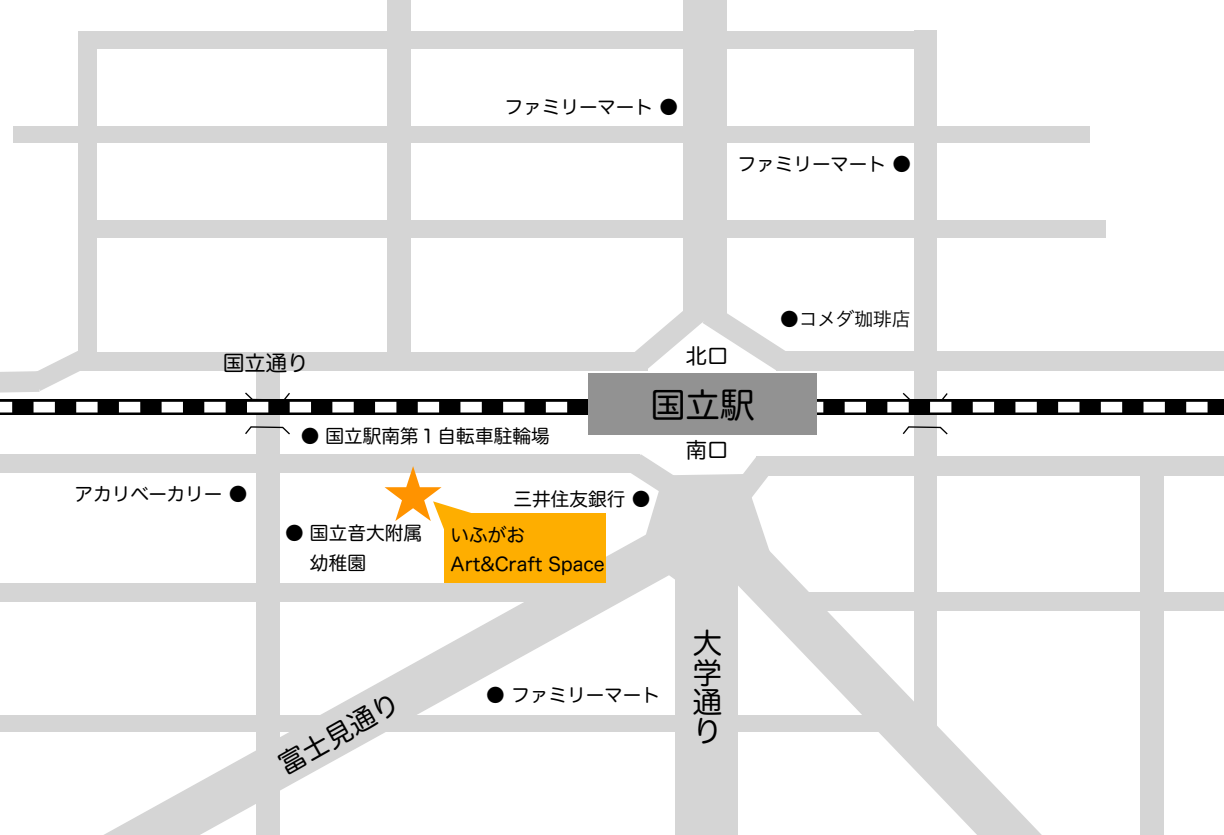 ファミリーマート
ファミリーマート
コメダ珈琲店
北口
国立通り
国立駅
国立駅南第１自転車駐輪場
南口
アカリベーカリー
三井住友銀行
国立音大附属
幼稚園
いふがお
Art&Craft Space
大学通り
ファミリーマート
富士見通り